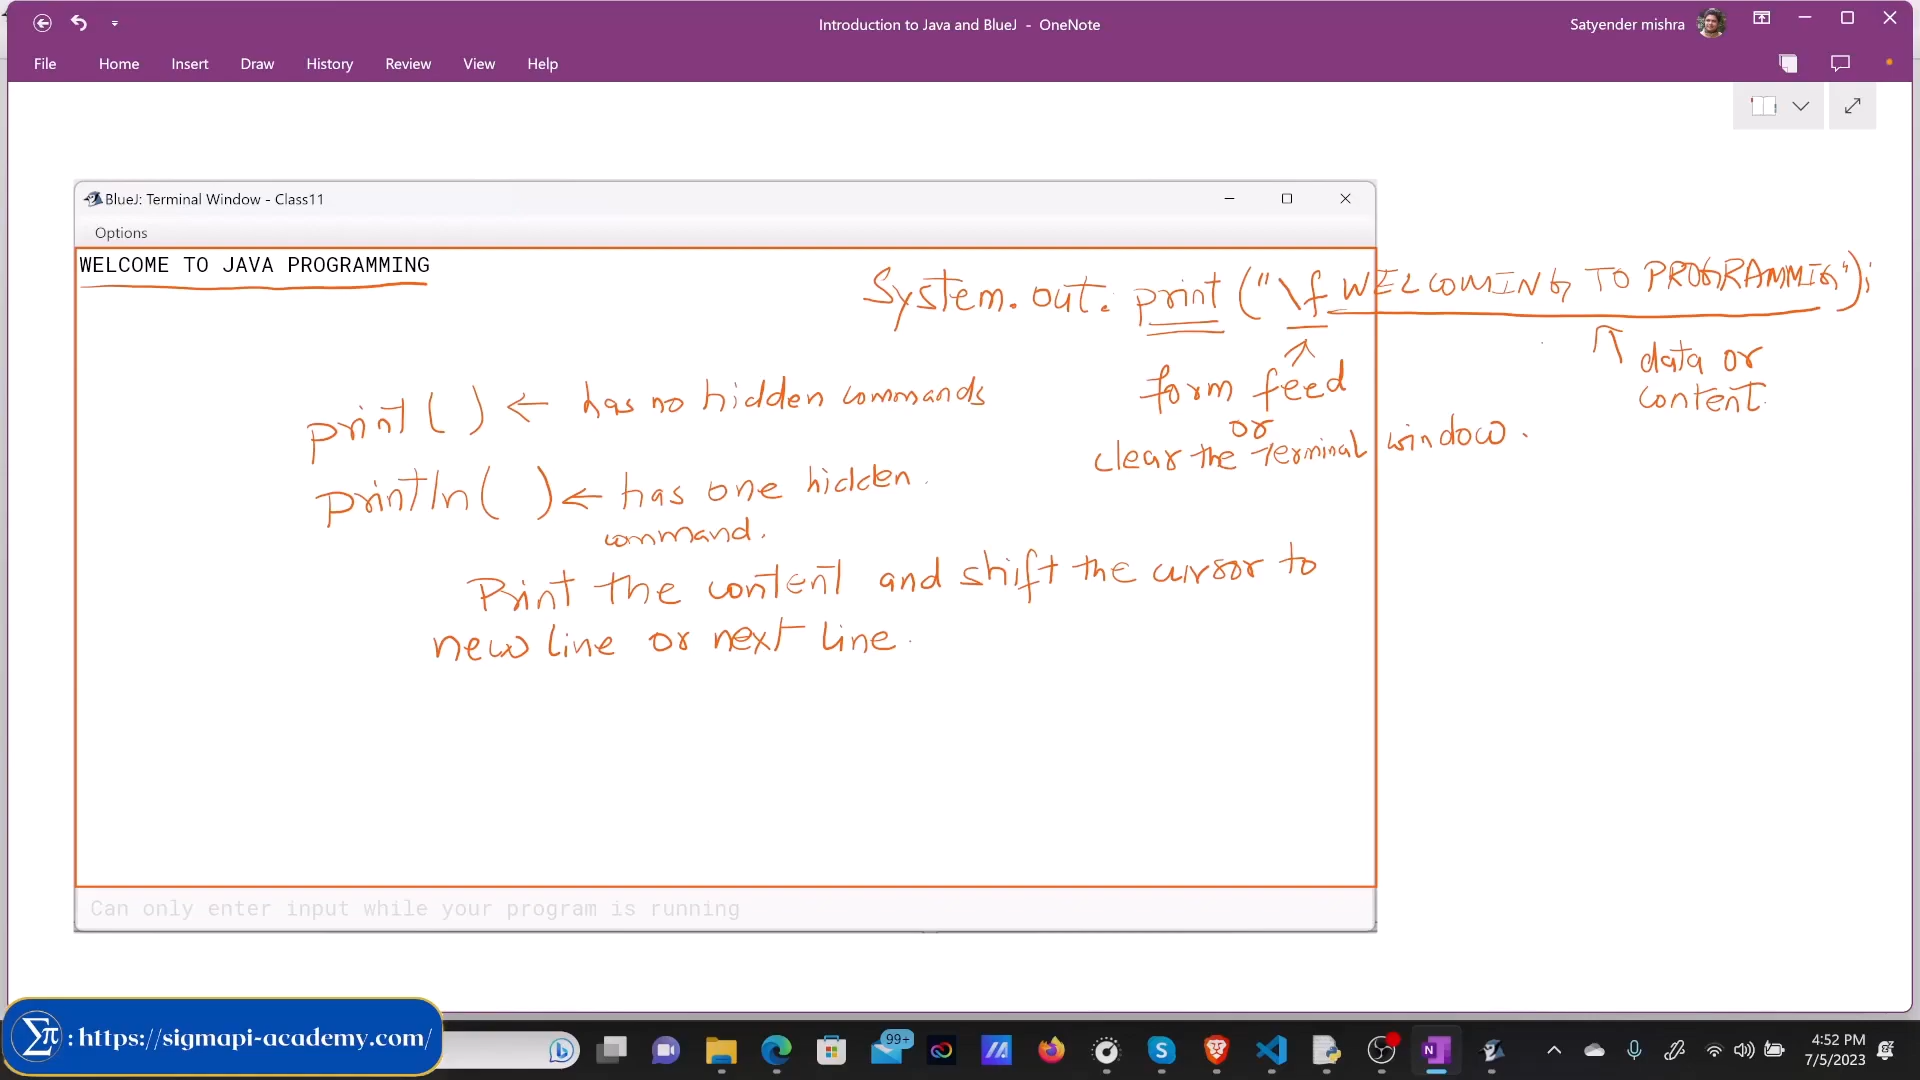 Introduction to Java and BlueJ - OneNote
Satyender mishra
File Home Insert Draw History Review View Help
BlueJ: Terminal Window - Class11
Options
WELCOME TO JAVA PROGRAMMING
System.out.print("\f WELCOMING TO PROGRAMMIG");
data or
content.
form feed
or
clear the Terminal window.
print( ) ← has no hidden commands
println( ) ← has one hidden
command.
Print the content and shift the cursor to
new line or next line.
Can only enter input while your program is running
Σπ : https://sigmapi-academy.com/
99+
4:52 PM
7/5/2023